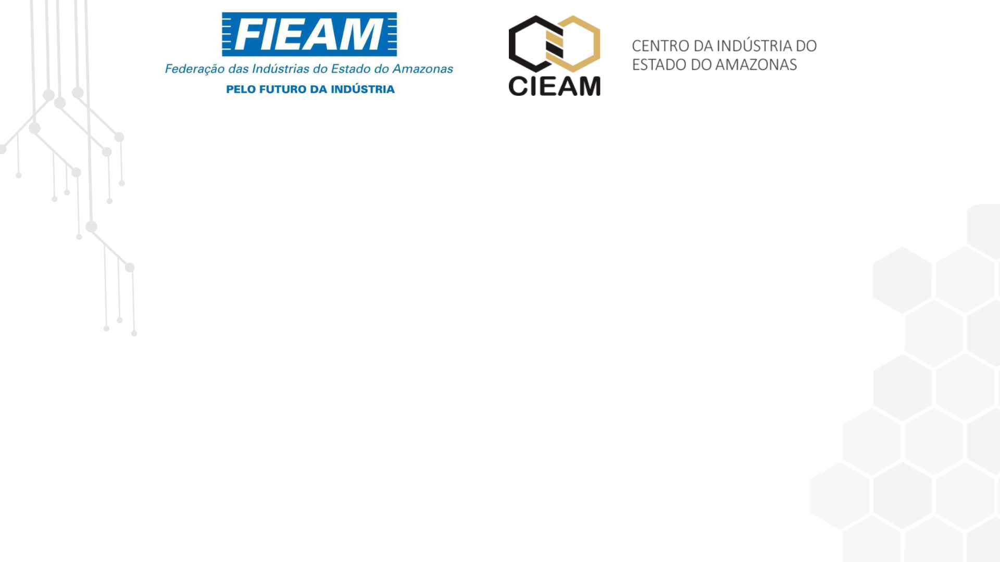 FIEAM
Federação das Indústrias do Estado do Amazonas
PELO FUTURO DA INDÚSTRIA
CIEAM
CENTRO DA INDÚSTRIA DO
ESTADO DO AMAZONAS